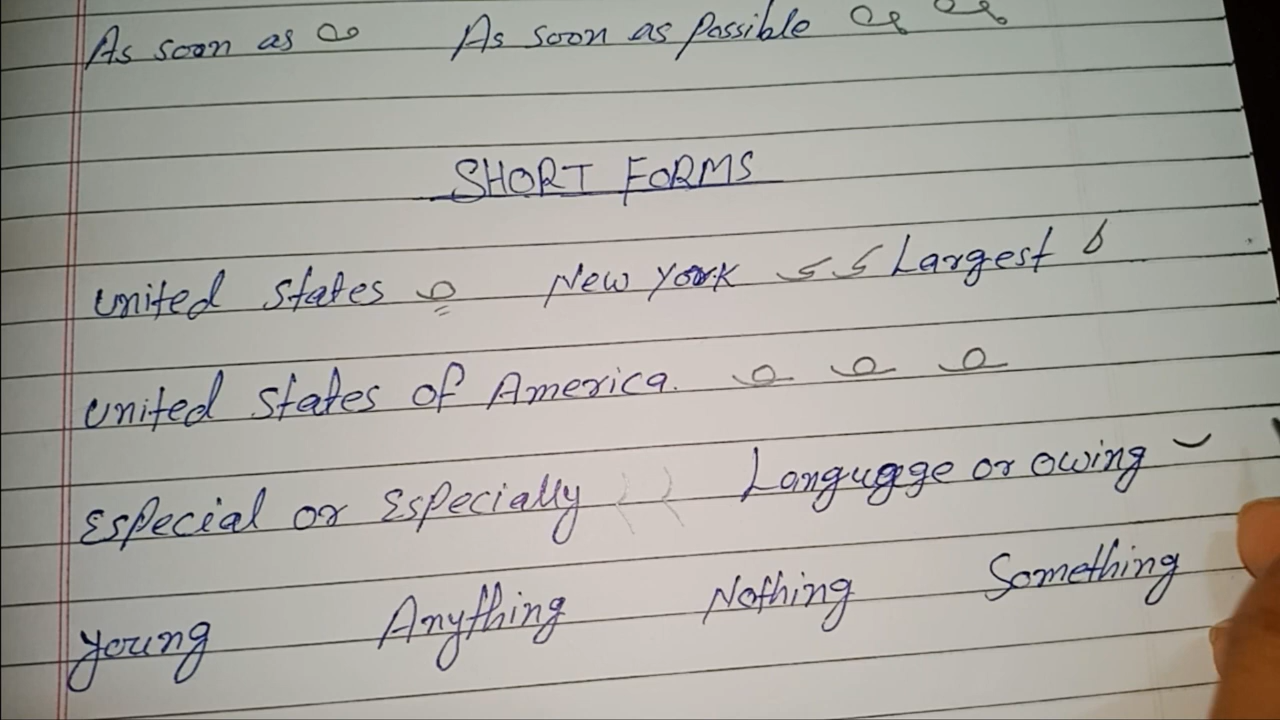 As soon as As soon as possible
SHORT FORMS
United States New York Largest
United States of America.
Especial or Especially Langugge or owing
Young Anything Nothing Something